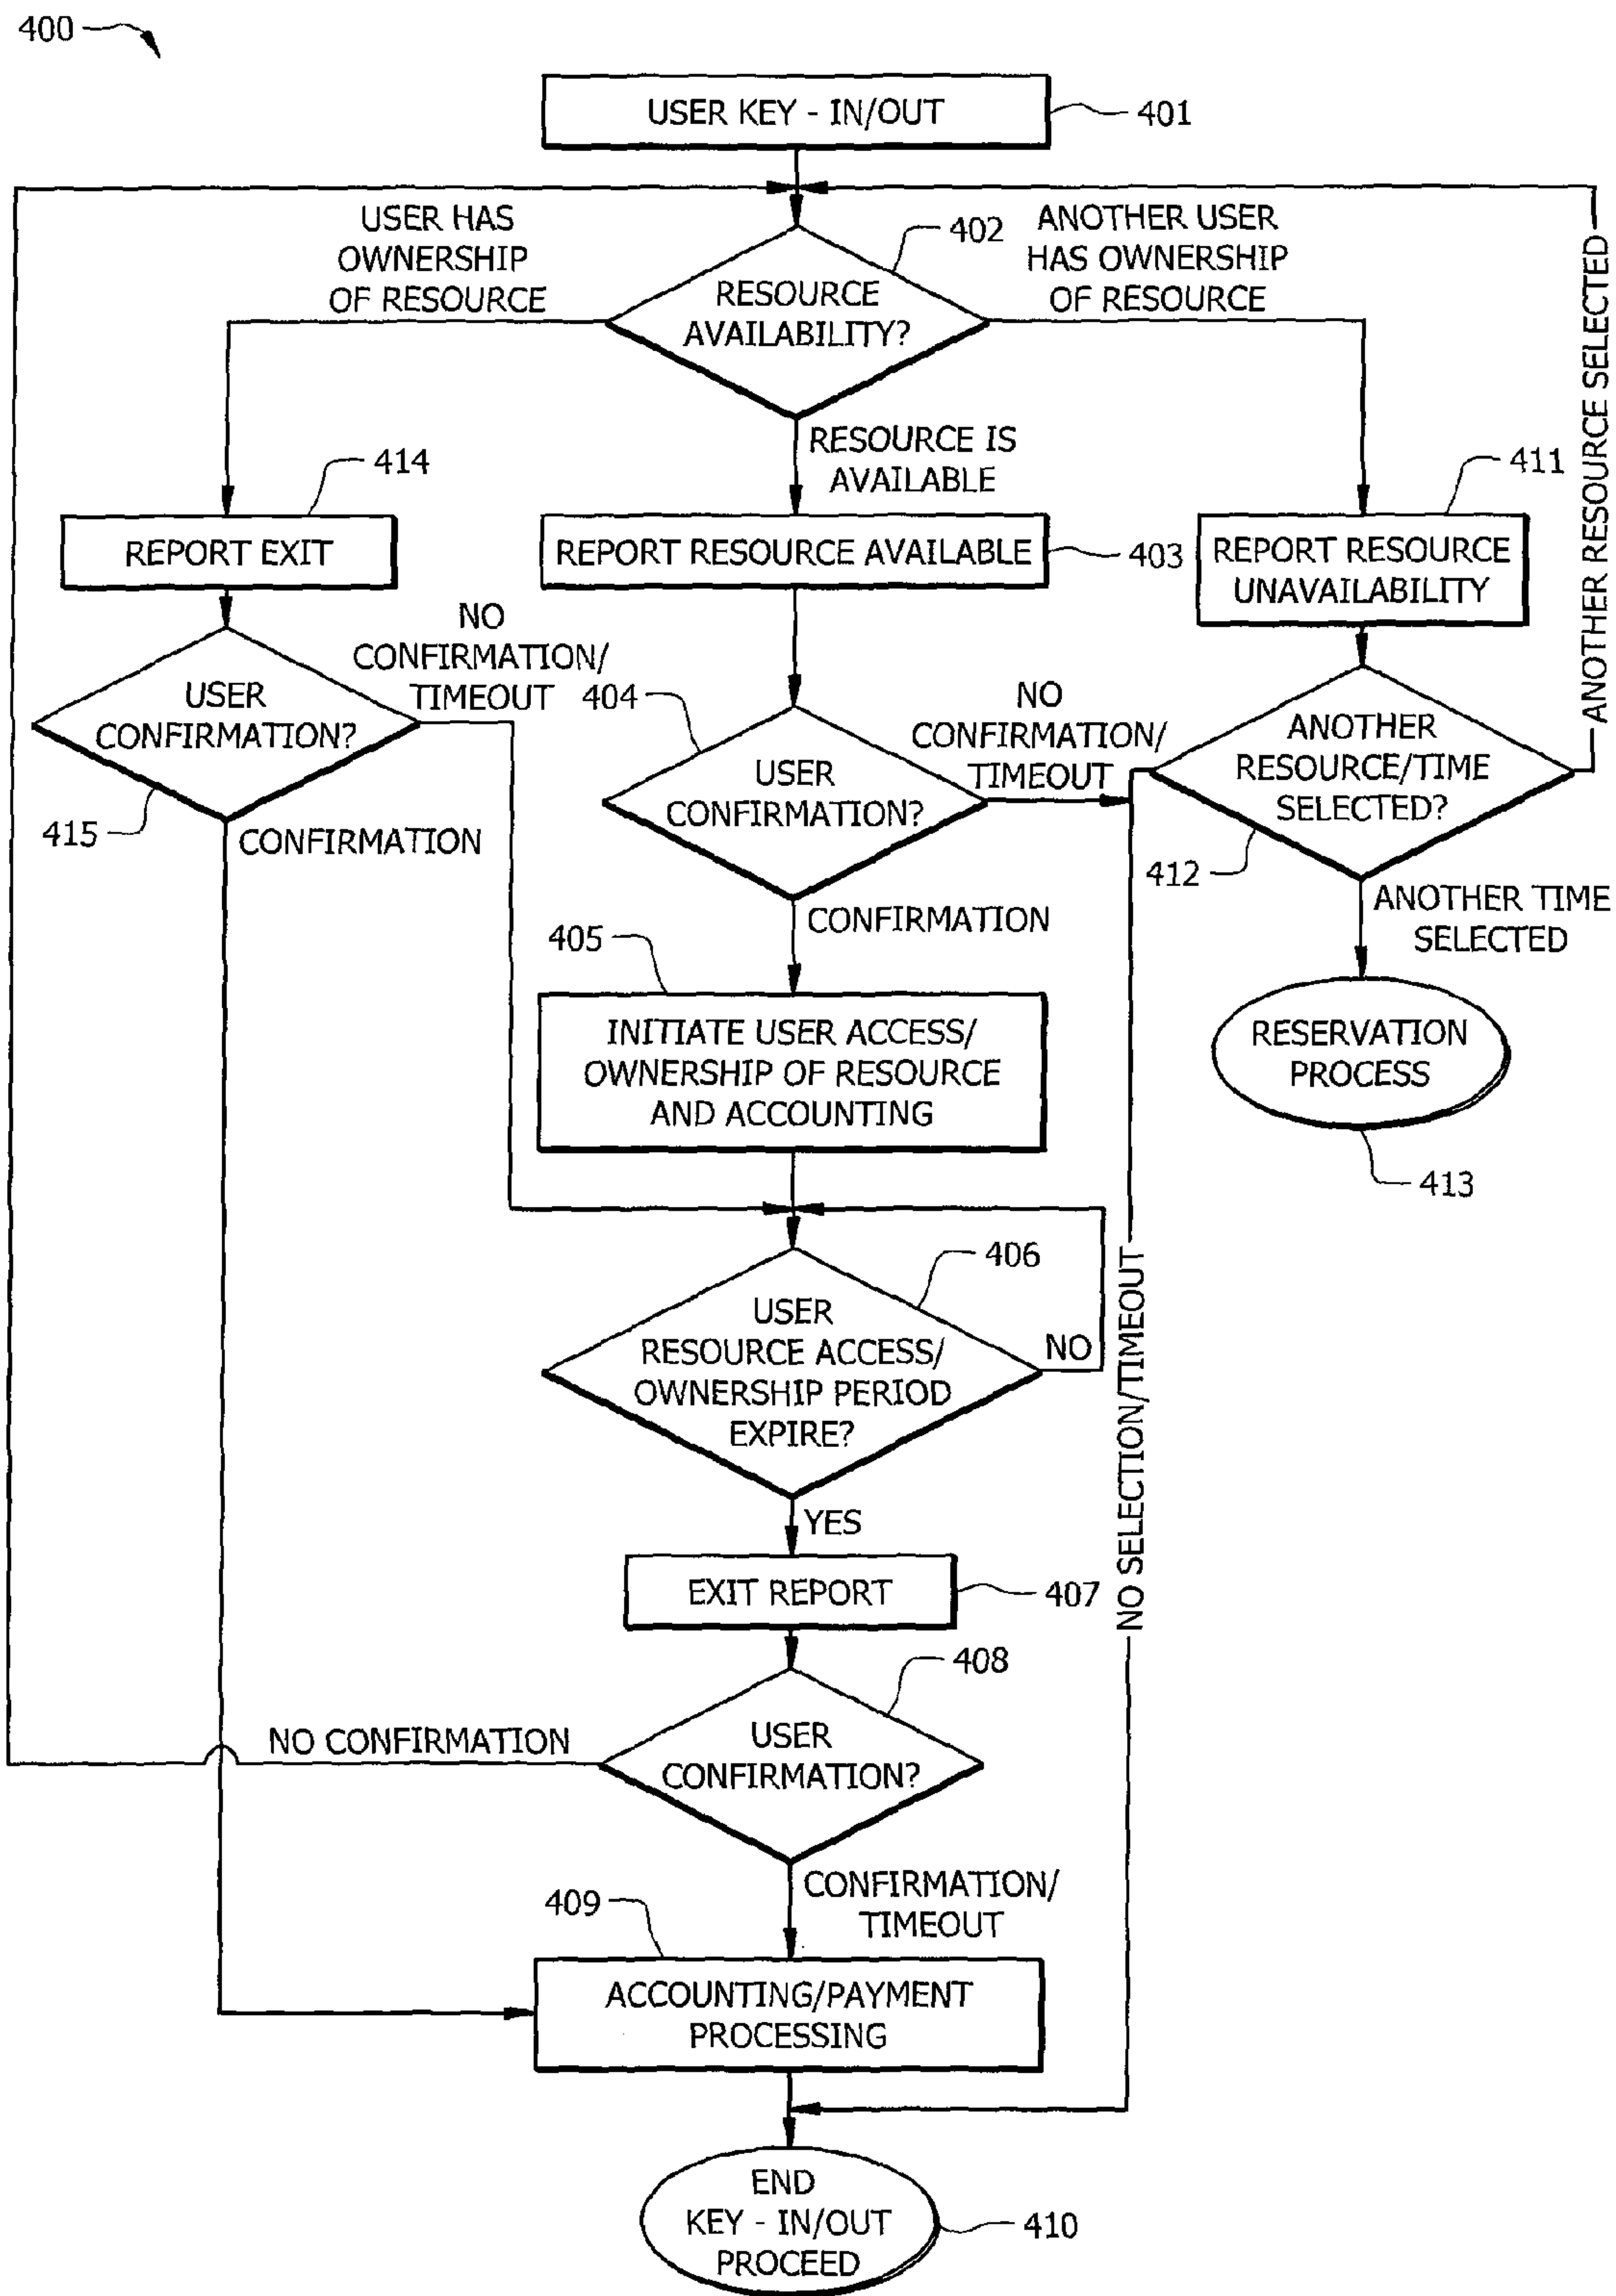 400
USER KEY - IN/OUT
401
USER HAS
OWNERSHIP
OF RESOURCE
402
ANOTHER USER
HAS OWNERSHIP
OF RESOURCE
RESOURCE
AVAILABILITY?
ANOTHER RESOURCE SELECTED
RESOURCE IS
AVAILABLE
414
REPORT EXIT
REPORT RESOURCE AVAILABLE
403
411
REPORT RESOURCE
UNAVAILABILITY
NO
CONFIRMATION/
TIMEOUT
USER
CONFIRMATION?
415
CONFIRMATION
404
USER
CONFIRMATION?
NO
CONFIRMATION/
TIMEOUT
ANOTHER
RESOURCE/TIME
SELECTED?
412
ANOTHER TIME
SELECTED
CONFIRMATION
405
INITIATE USER ACCESS/
OWNERSHIP OF RESOURCE
AND ACCOUNTING
RESERVATION
PROCESS
413
406
USER
RESOURCE ACCESS/
OWNERSHIP PERIOD
EXPIRE?
NO
NO SELECTION/TIMEOUT
YES
EXIT REPORT
407
408
NO CONFIRMATION
USER
CONFIRMATION?
CONFIRMATION/
TIMEOUT
409
ACCOUNTING/PAYMENT
PROCESSING
END
KEY - IN/OUT
PROCEED
410